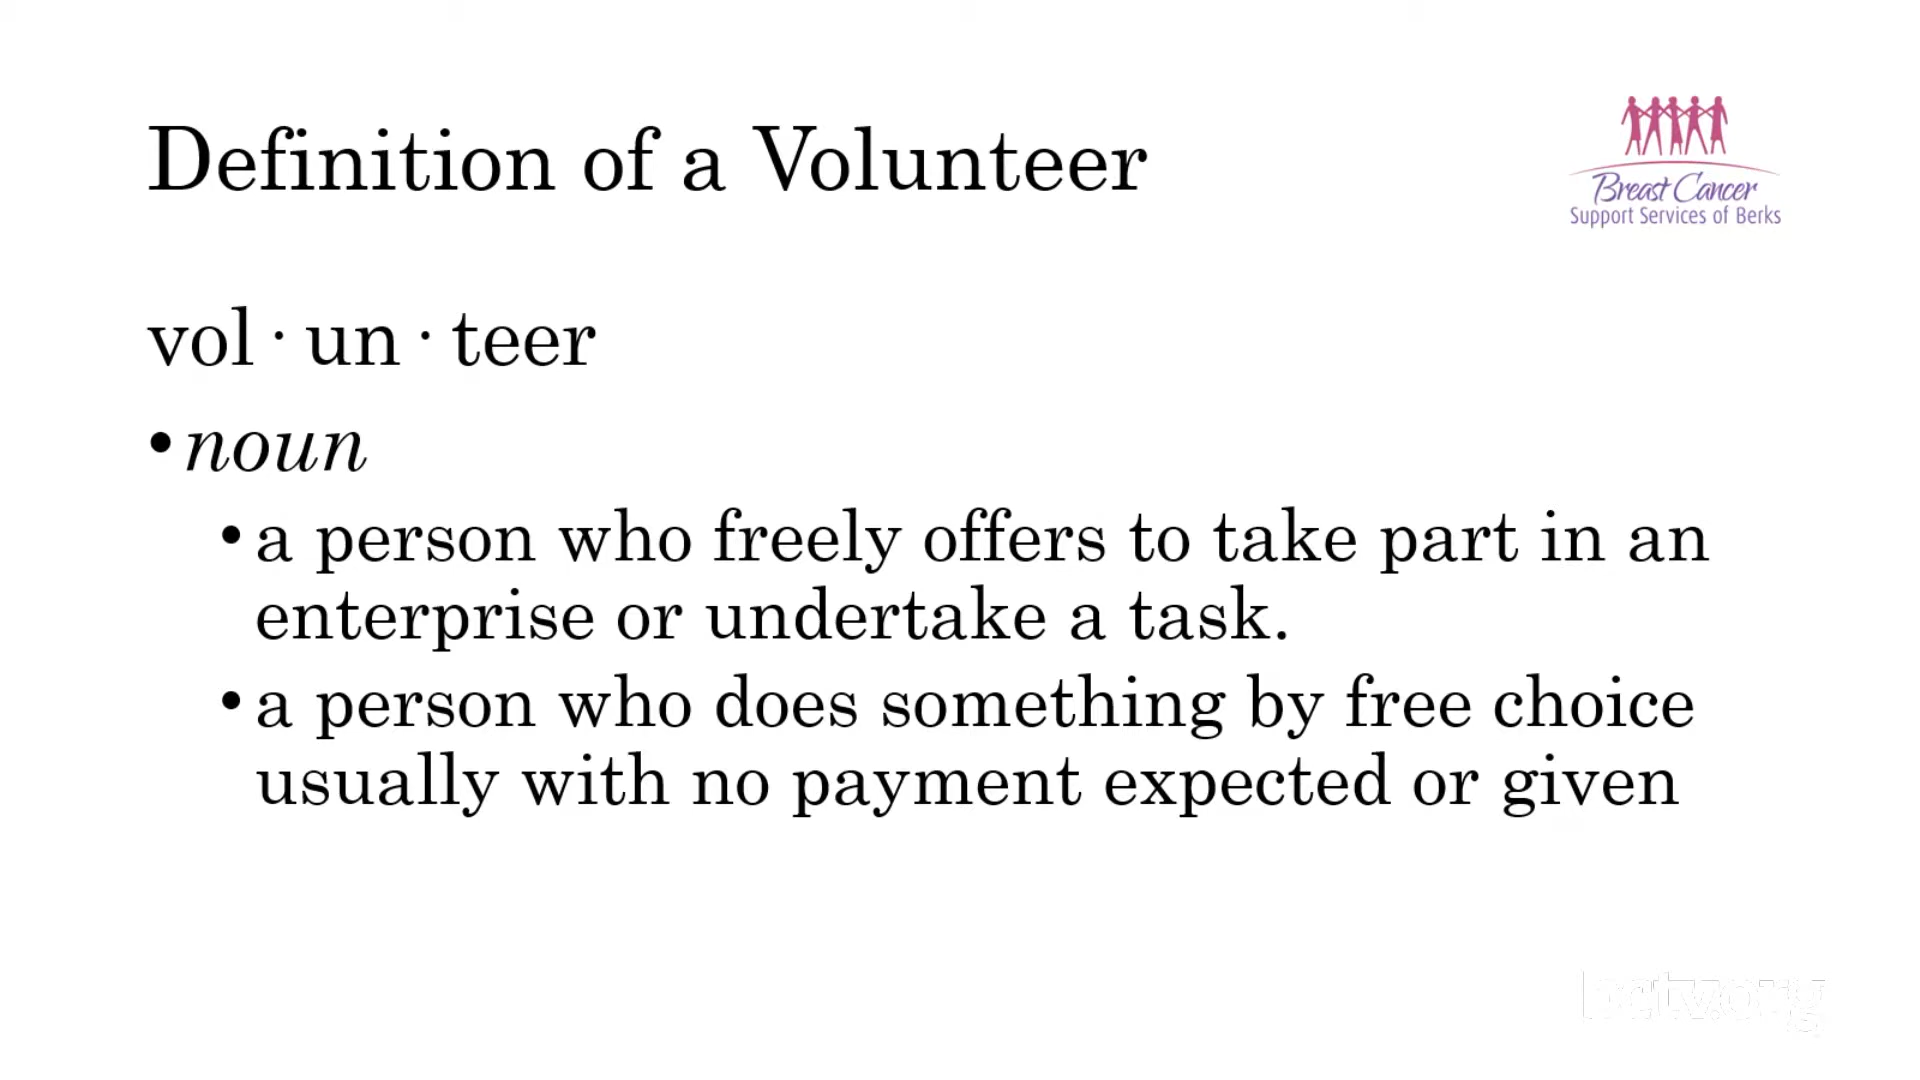 Definition of a Volunteer
Breast Cancer
Support Services of Berks
vol·un·teer
•noun
•a person who freely offers to take part in an
enterprise or undertake a task.
•a person who does something by free choice
usually with no payment expected or given
bctv.org